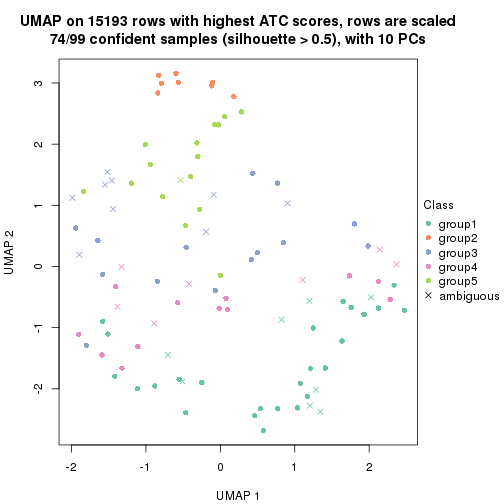 UMAP on 15193 rows with highest ATC scores, rows are scaled
74/99 confident samples (silhouette > 0.5), with 10 PCs
3
2
1
0
-1
-2
UMAP 2
-2
-1
0
1
2
UMAP 1
Class
group1
group2
group3
group4
group5
ambiguous